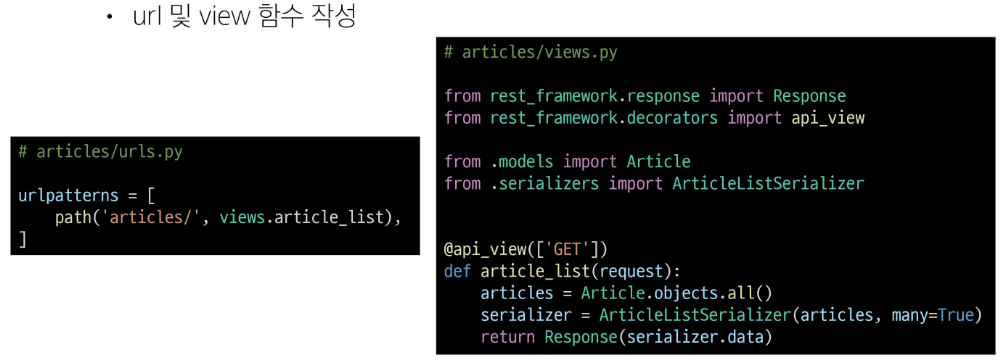 • url 및 view 함수 작성
# articles/urls.py
urlpatterns = [
    path('articles/', views.article_list),
]
# articles/views.py
from rest_framework.response import Response
from rest_framework.decorators import api_view
from .models import Article
from .serializers import ArticleListSerializer
@api_view(['GET'])
def article_list(request):
    articles = Article.objects.all()
    serializer = ArticleListSerializer(articles, many=True)
    return Response(serializer.data)